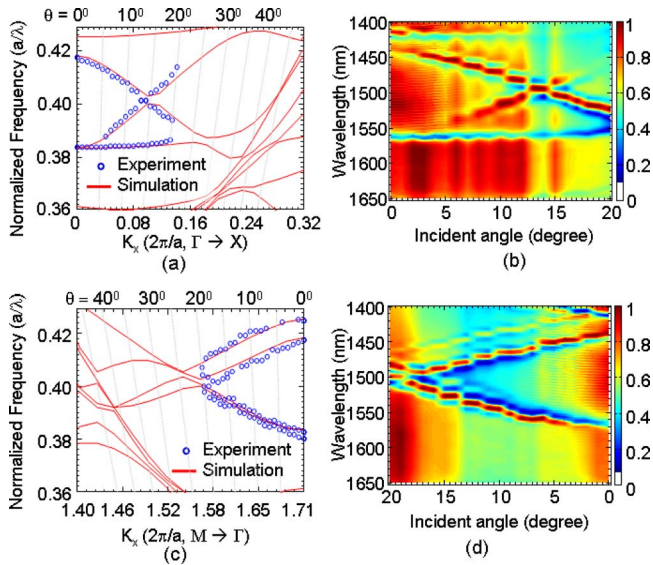 θ = 0⁰ 10⁰ 20⁰ 30⁰ 40⁰
Normalized Frequency (a/λ)
0.42
0.40
0.38
0.36
Experiment
Simulation
0 0.08 0.16 0.24 0.32
Kₓ (2π/a, Γ → X)
(a)
Wavelength (nm)
1400
1450
1500
1550
1600
1650
0 5 10 15 20
Incident angle (degree)
1
0.8
0.6
0.4
0.2
0
(b)
θ = 40⁰ 30⁰ 20⁰ 10⁰ 0⁰
Normalized Frequency (a/λ)
0.42
0.40
0.38
0.36
Experiment
Simulation
1.40 1.46 1.52 1.58 1.65 1.71
Kₓ (2π/a, M → Γ)
(c)
Wavelength (nm)
1400
1450
1500
1550
1600
1650
20 15 10 5 0
Incident angle (degree)
1
0.8
0.6
0.4
0.2
0
(d)